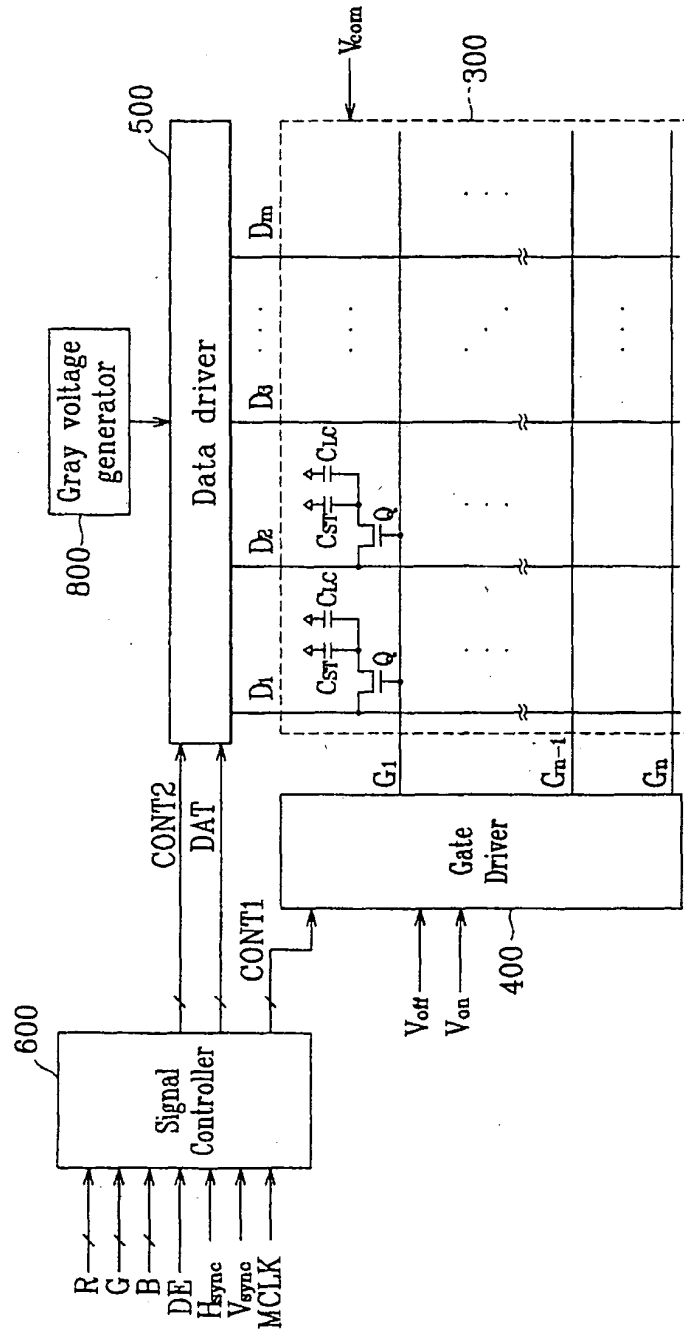 800
Gray voltage
generator
500
Data driver
600
Signal
Controller
R
G
B
DE
Hsync
Vsync
MCLK
CONT2
DAT
CONT1
D1
D2
D3
. . .
Dm
Vcom
300
CST
CLC
Q
CST
CLC
Q
G1
Gn-1
Gn
Gate
Driver
400
Voff
Von